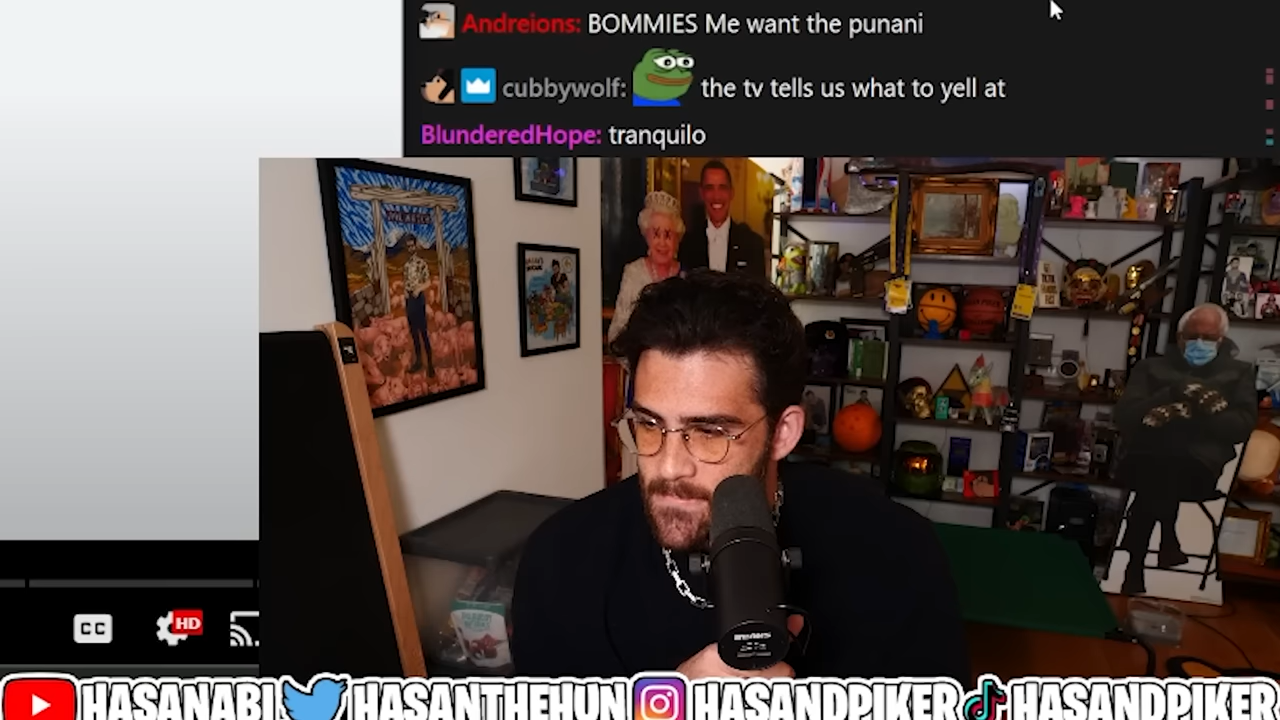 Andreions: BOMMIES Me want the punani
cubbywolf: the tv tells us what to yell at
BlunderedHope: tranquilo
CC
HD
HASANABI HASANTHEHUN HASANDPIKER HASANDPIKER